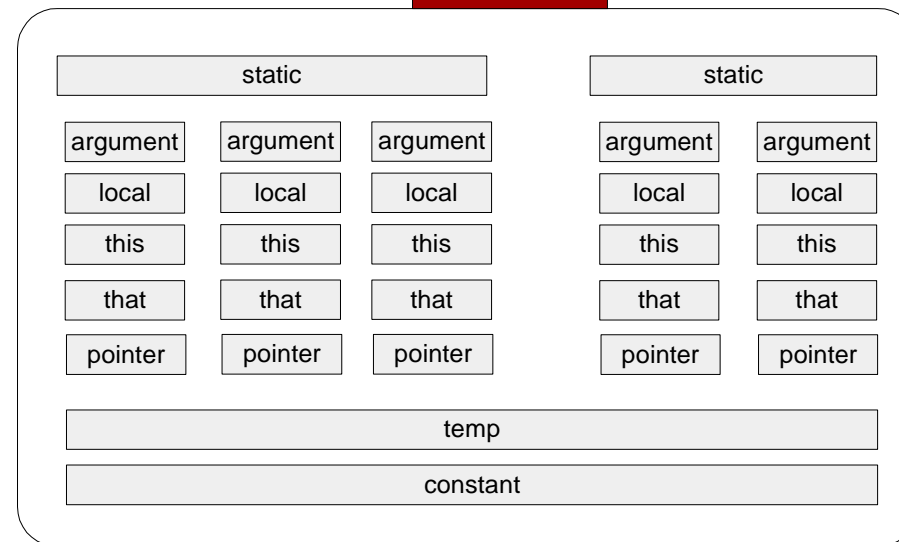 static static
argument argument argument argument argument
local local local local local
this this this this this
that that that that that
pointer pointer pointer pointer pointer
temp
constant